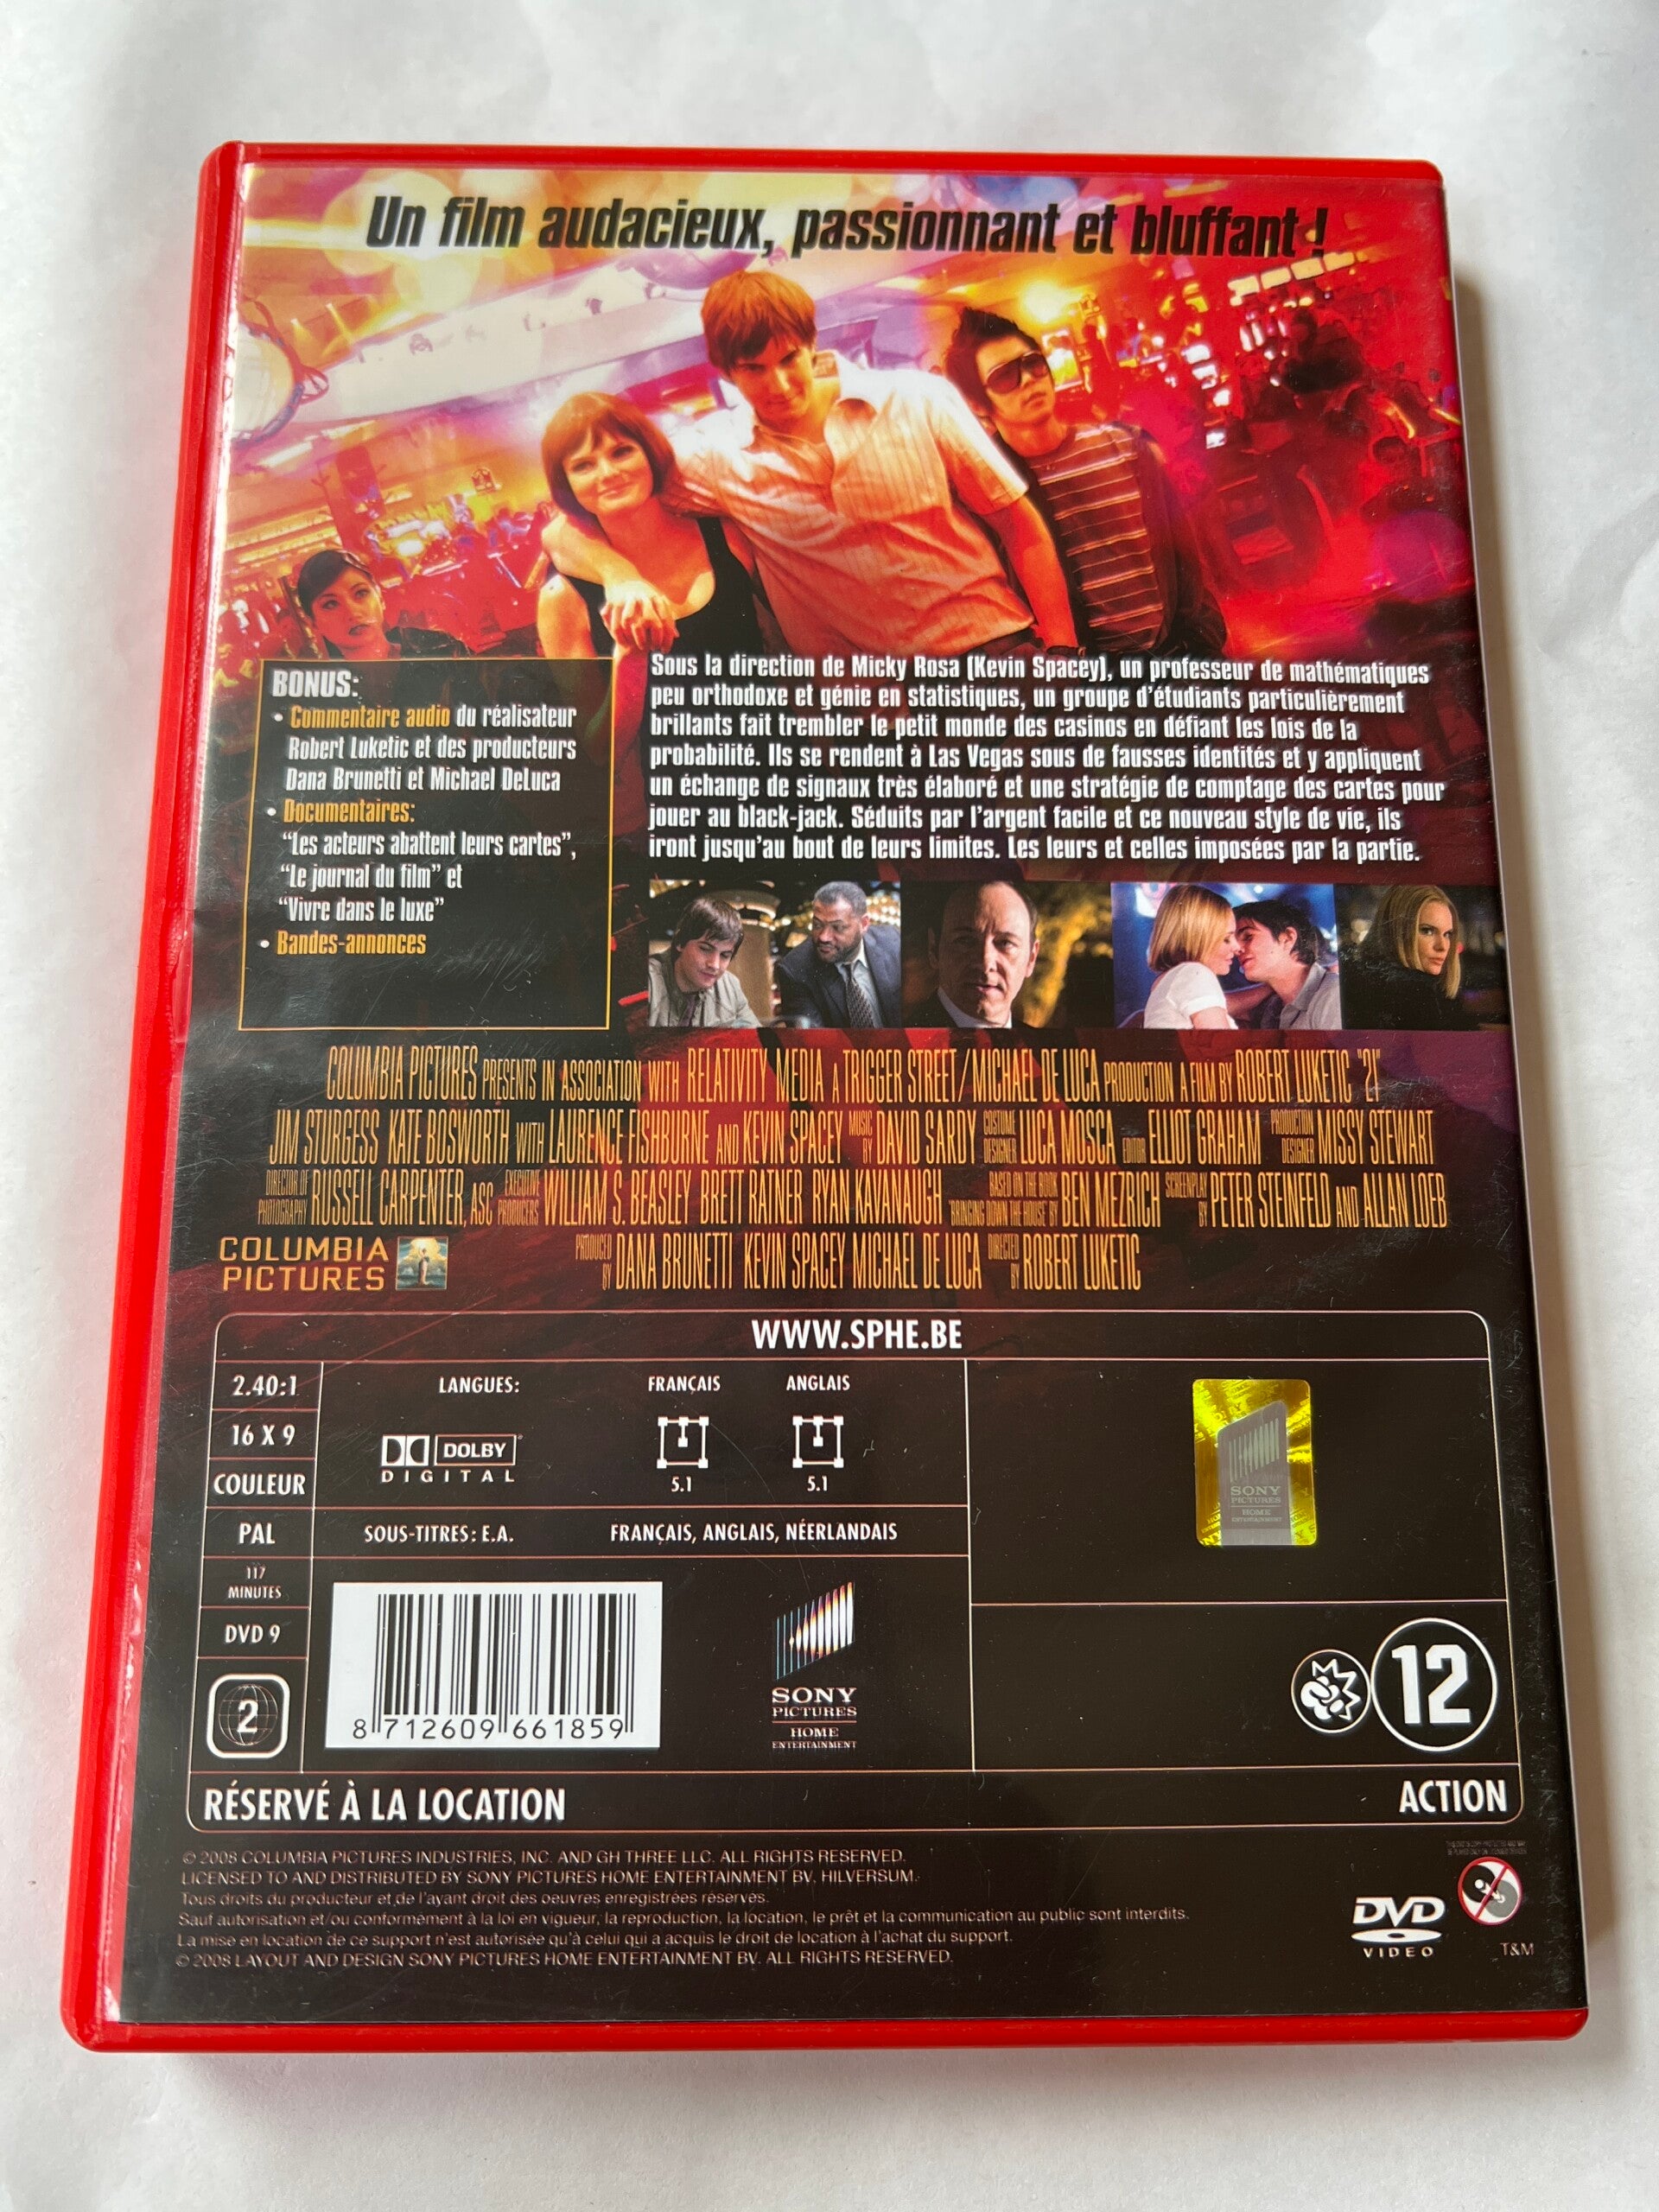 Un film audacieux, passionnant et bluffant !
BONUS:
• Commentaire audio du réalisateur
Robert Luketic et des producteurs
Dana Brunetti et Michael DeLuca
• Documentaires:
“Les acteurs abattent leurs cartes”,
“Le journal du film” et
“Vivre dans le luxe”
• Bandes-annonces
Sous la direction de Micky Rosa (Kevin Spacey), un professeur de mathématiques
peu orthodoxe et génie en statistiques, un groupe d'étudiants particulièrement
brillants fait trembler le petit monde des casinos en défiant les lois de la
probabilité. Ils se rendent à Las Vegas sous de fausses identités et y appliquent
un échange de signaux très élaboré et une stratégie de comptage des cartes pour
jouer au black-jack. Séduits par l'argent facile et ce nouveau style de vie, ils
iront jusqu'au bout de leurs limites. Les leurs et celles imposées par la partie.
COLUMBIA PICTURES PRESENTS IN ASSOCIATION WITH RELATIVITY MEDIA A TRIGGER STREET/MICHAEL DE LUCA PRODUCTION A FILM BY ROBERT LUKETIC "21"
JIM STURGESS KATE BOSWORTH WITH LAURENCE FISHBURNE AND KEVIN SPACEY MUSIC BY DAVID SARDY COSTUME DESIGNER LUCA MOSCA EDITOR ELLIOT GRAHAM PRODUCTION DESIGNER MISSY STEWART
DIRECTOR OF PHOTOGRAPHY RUSSELL CARPENTER, ASC EXECUTIVE PRODUCERS WILLIAM S. BEASLEY BRETT RATNER RYAN KAVANAUGH BASED ON THE BOOK "BRINGING DOWN THE HOUSE" BY BEN MEZRICH SCREENPLAY BY PETER STEINFELD AND ALLAN LOEB
PRODUCED BY DANA BRUNETTI KEVIN SPACEY MICHAEL DE LUCA DIRECTED BY ROBERT LUKETIC
COLUMBIA
PICTURES
WWW.SPHE.BE
2.40:1
16 X 9
COULEUR
PAL
117
MINUTES
DVD 9
2
LANGUES: FRANÇAIS ANGLAIS
DOLBY
DIGITAL
5.1 5.1
SOUS-TITRES: E.A. FRANÇAIS, ANGLAIS, NÉERLANDAIS
8 712609 661859
SONY
PICTURES
HOME
ENTERTAINMENT
SONY
PICTURES
HOME
ENTERTAINMENT
12
RÉSERVÉ À LA LOCATION
ACTION
© 2008 COLUMBIA PICTURES INDUSTRIES, INC. AND GH THREE LLC. ALL RIGHTS RESERVED.
LICENSED TO AND DISTRIBUTED BY SONY PICTURES HOME ENTERTAINMENT BV, HILVERSUM.
Tous droits du producteur et de l'ayant droit des oeuvres enregistrées réservés.
Sauf autorisation et/ou conformément à la loi en vigueur, la reproduction, la location, le prêt et la communication au public sont interdits.
La mise en location de ce support n'est autorisée qu'à celui qui a acquis le droit de location à l'achat du support.
© 2008 LAYOUT AND DESIGN SONY PICTURES HOME ENTERTAINMENT BV. ALL RIGHTS RESERVED.
DVD
VIDEO
T&M